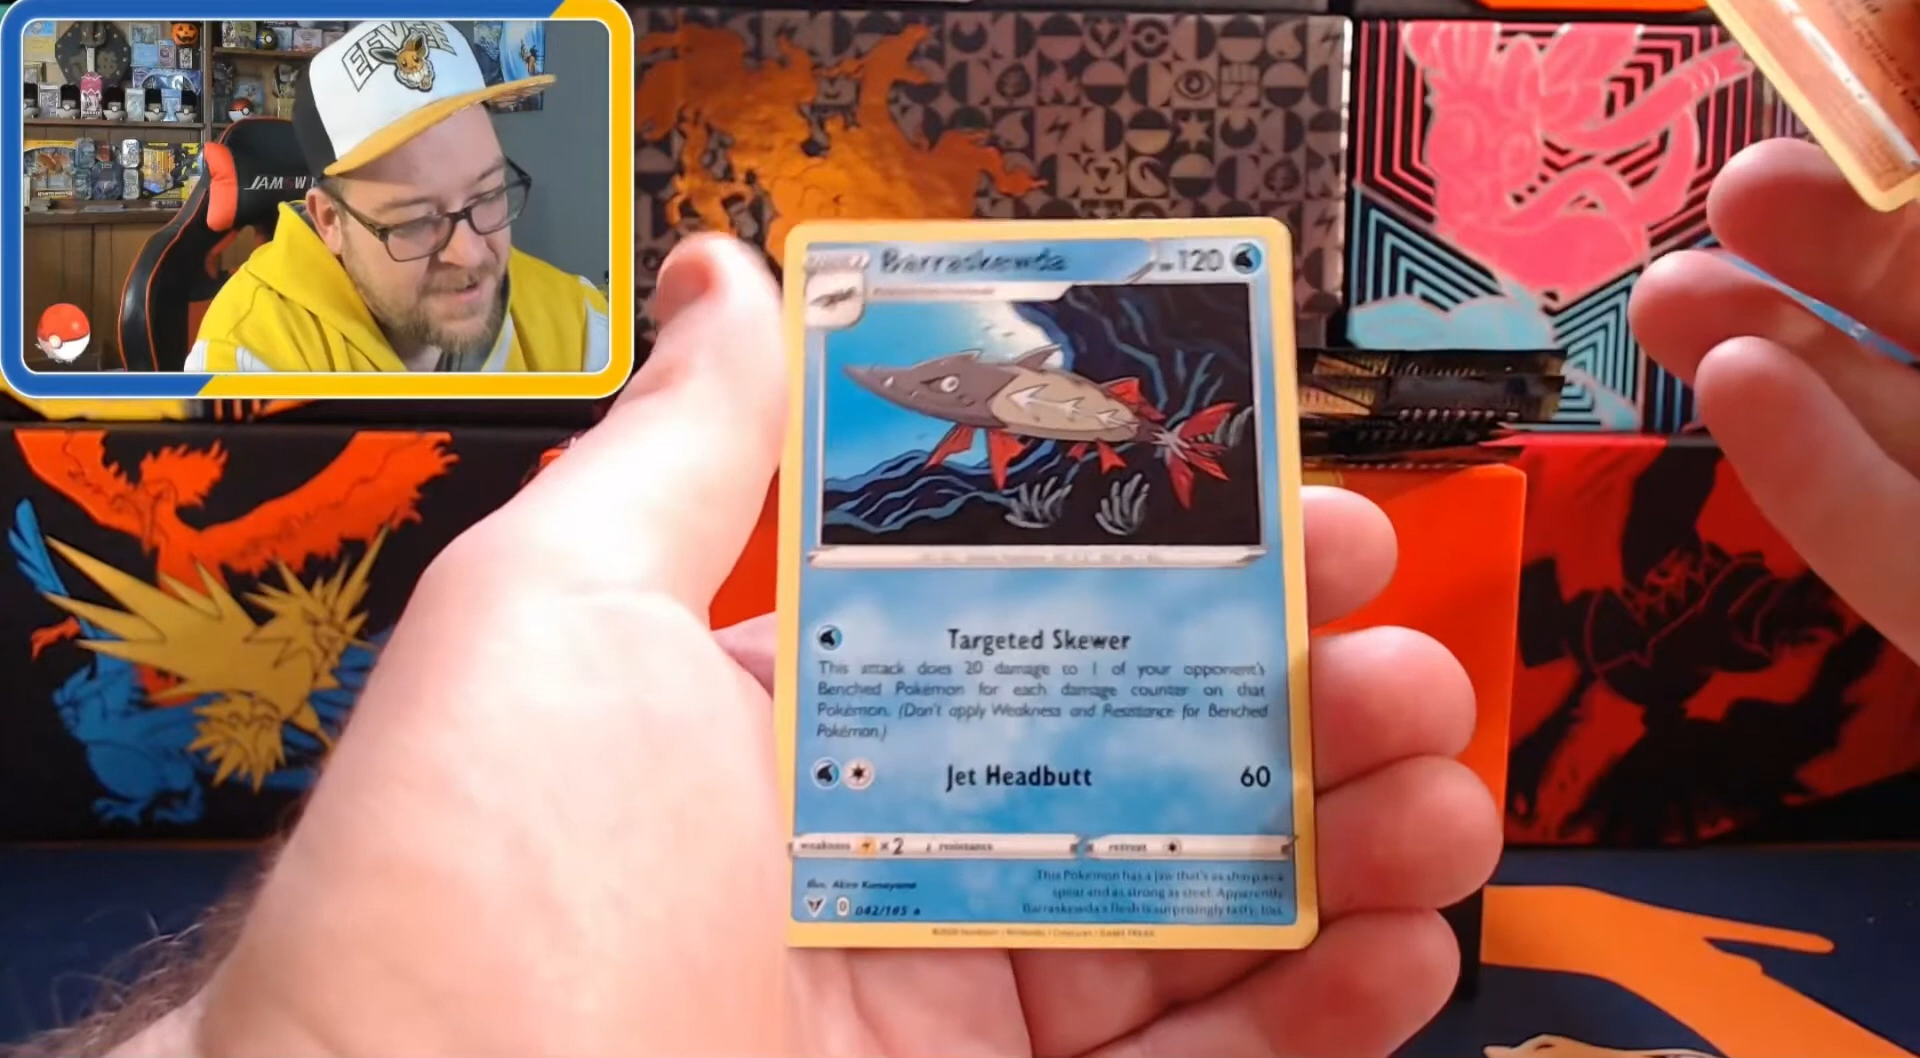 EEVEE
JAM W
Barraskewda
120
Targeted Skewer
This attack does 20 damage to 1 of your opponent's
Benched Pokémon for each damage counter on that
Pokémon. (Don't apply Weakness and Resistance for Benched
Pokémon.)
Jet Headbutt 60
weakness ×2 resistance retreat
Illus. Akira Komayama
D 042/185
This Pokémon has a jaw that's as sharp as a
spear and as strong as steel. Apparently
Barraskewda's flesh is surprisingly tasty, too.